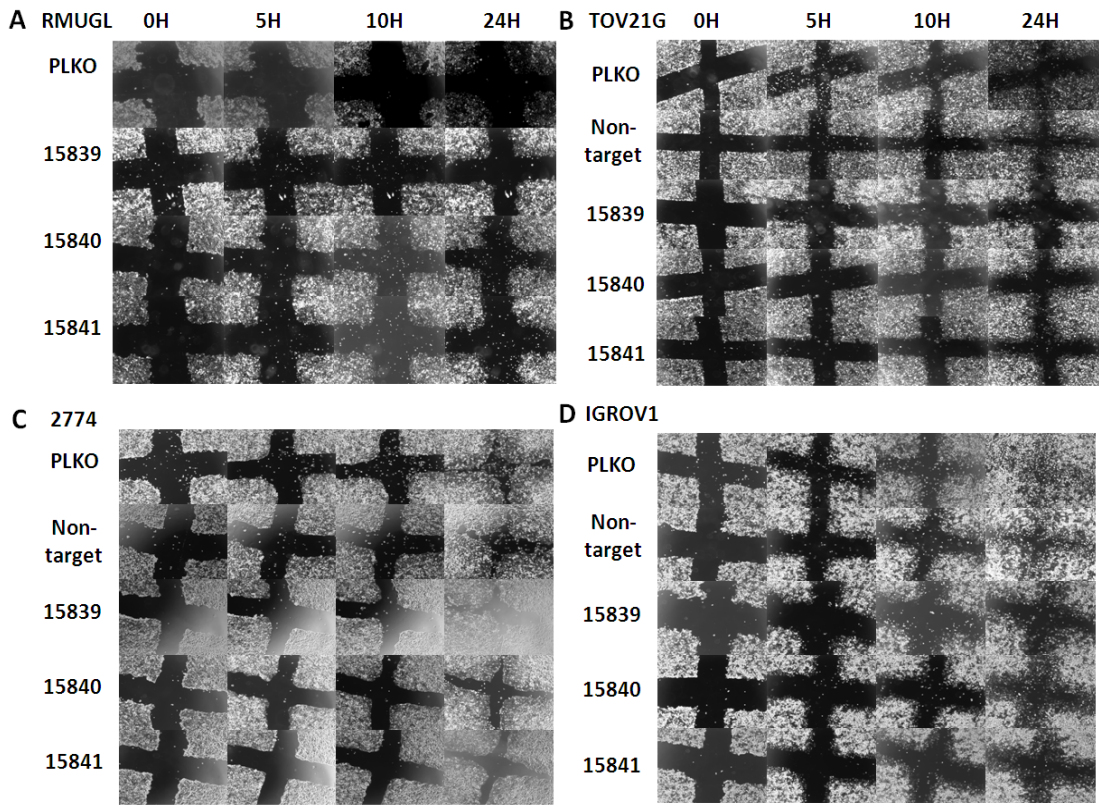 A RMUGL 0H 5H 10H 24H
PLKO
15839
15840
15841
B TOV21G 0H 5H 10H 24H
PLKO
Non-
target
15839
15840
15841
C 2774
PLKO
Non-
target
15839
15840
15841
D IGROV1
PLKO
Non-
target
15839
15840
15841